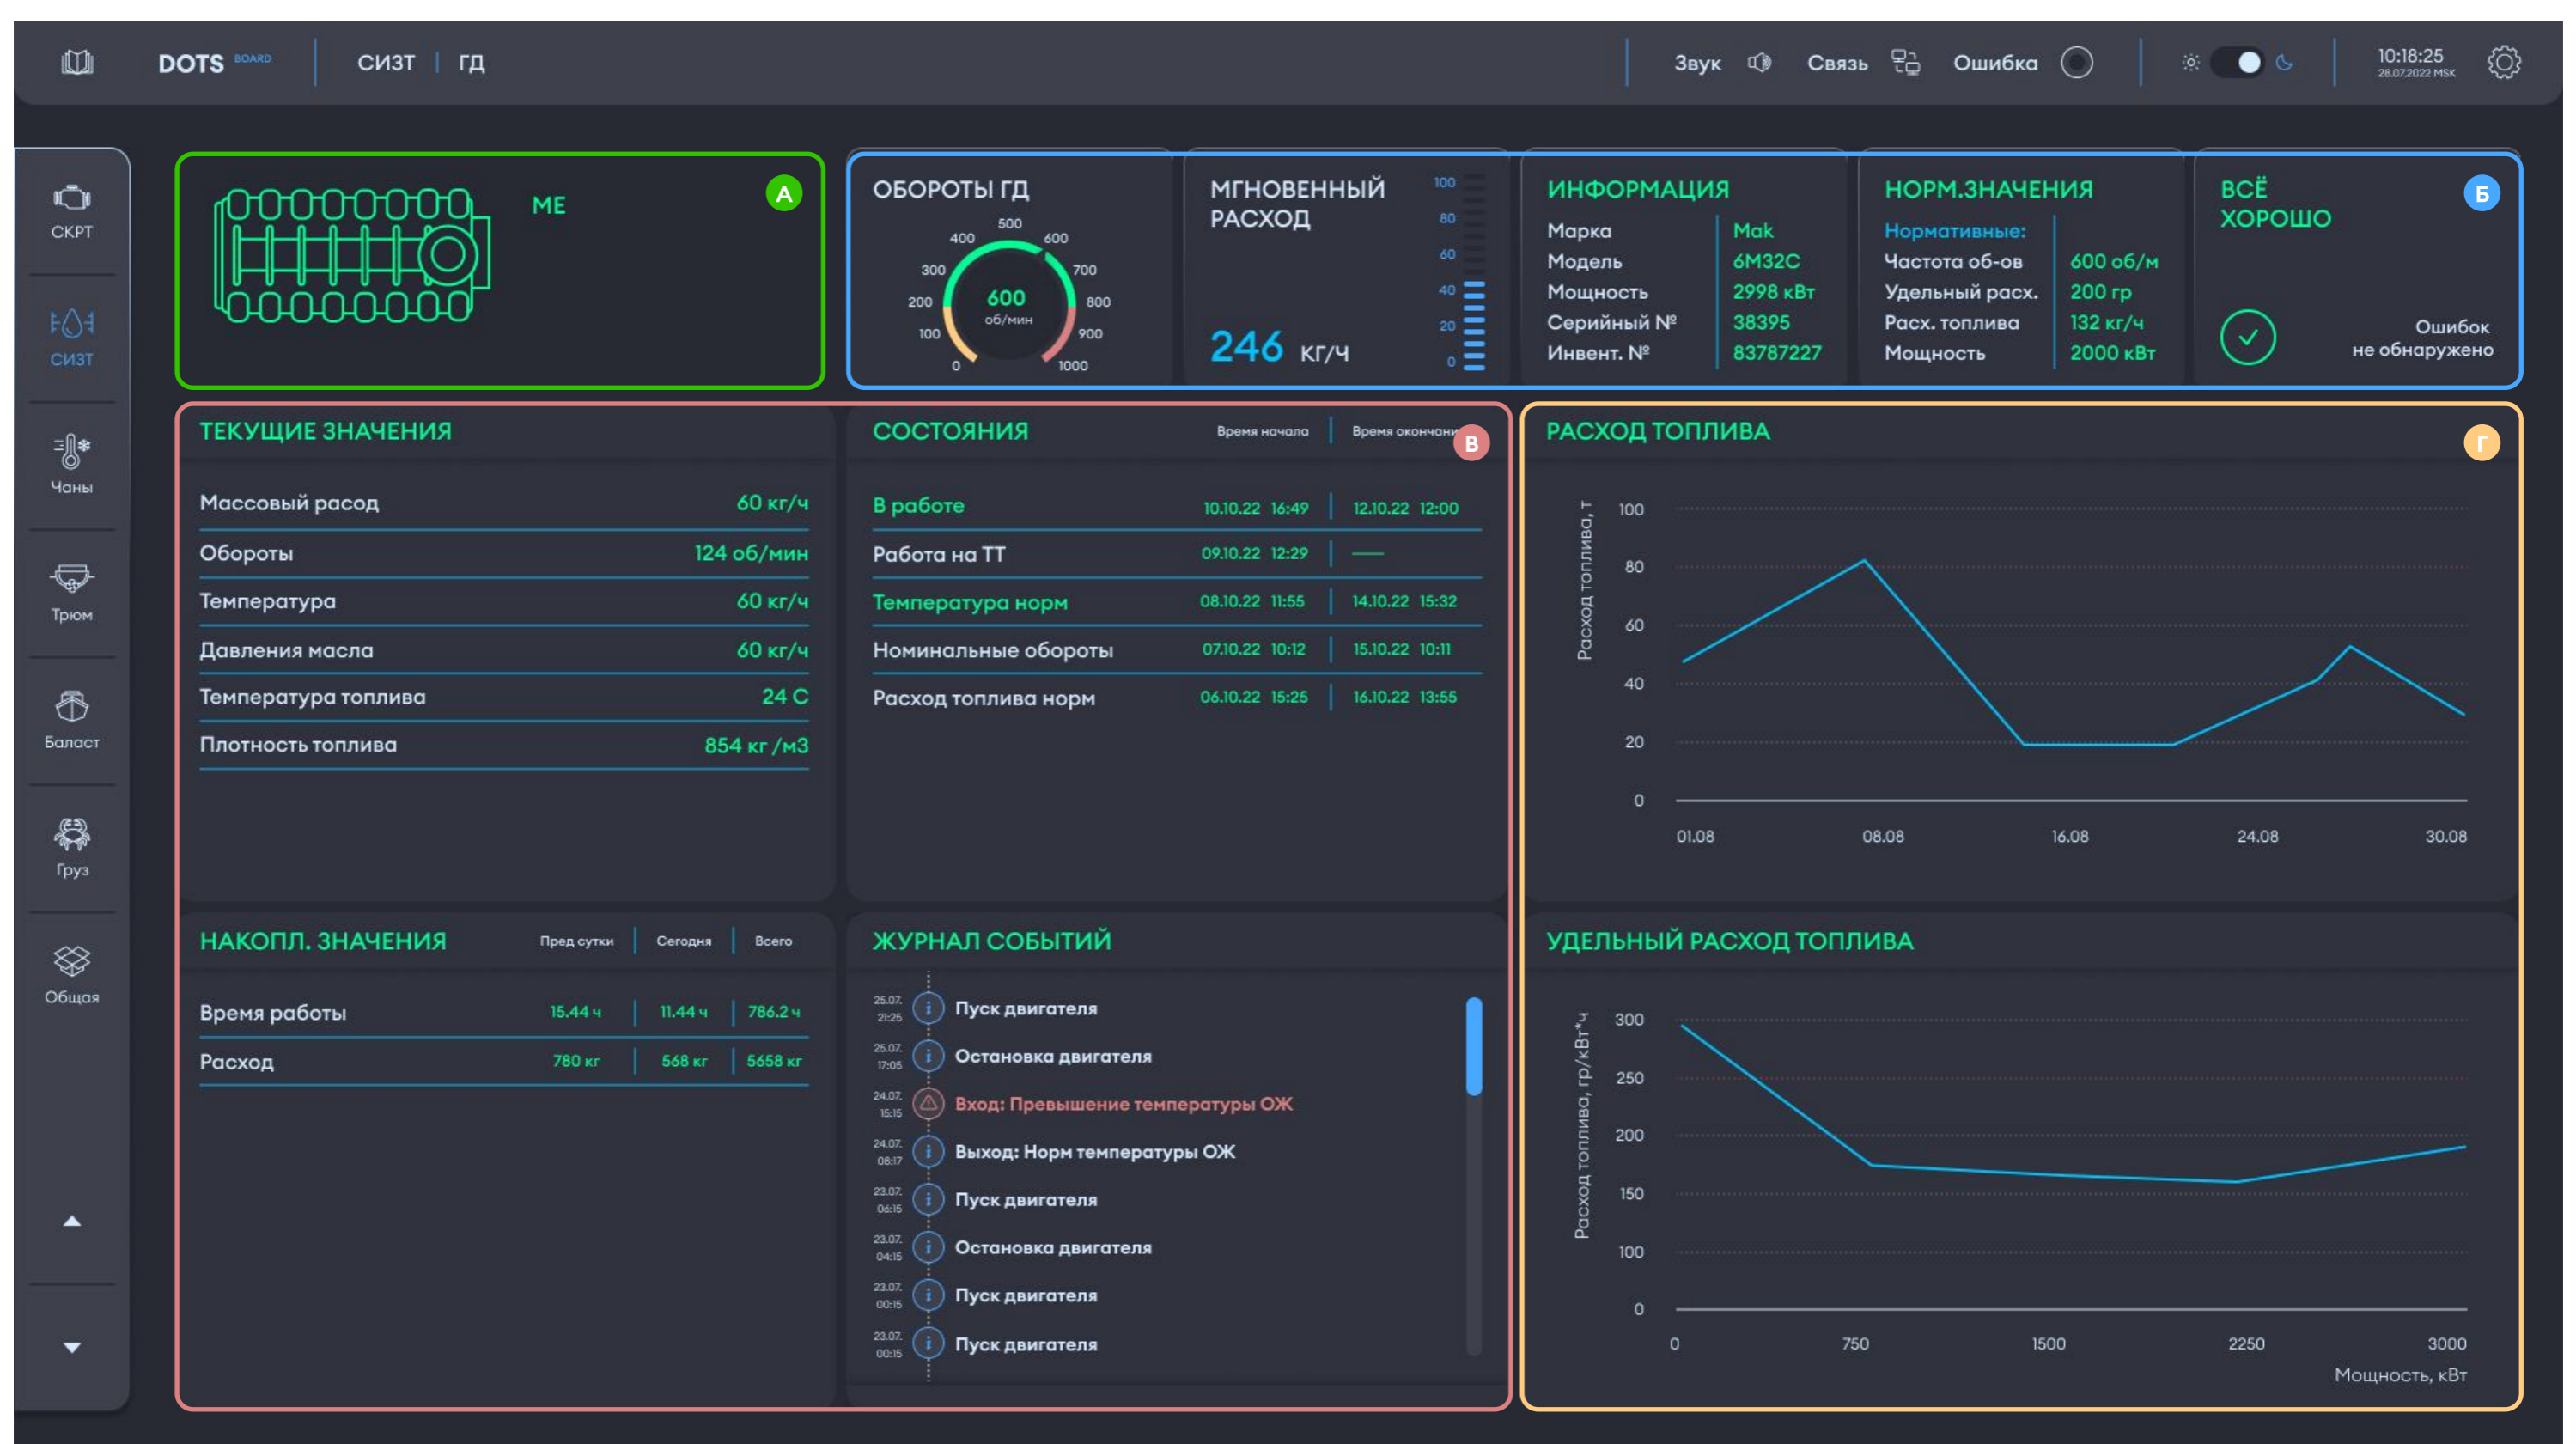 DOTS BOARD СИЗТ ГД Звук Связь Ошибка 10:18:25
28.07.2022 MSK
СКРТ
СИЗТ
Чаны
Трюм
Баласт
Груз
Общая
ME
А
ОБОРОТЫ ГД
0
100
200
300
400
500
600
700
800
900
1000
600
об/мин
МГНОВЕННЫЙ
РАСХОД
246 КГ/Ч
100
80
60
40
20
0
ИНФОРМАЦИЯ
Марка Mak
Модель 6M32C
Мощность 2998 кВт
Серийный № 38395
Инвент. № 83787227
НОРМ.ЗНАЧЕНИЯ
Нормативные:
Частота об-ов 600 об/м
Удельный расх. 200 гр
Расх. топлива 132 кг/ч
Мощность 2000 кВт
ВСЁ
ХОРОШО
Б
Ошибок
не обнаружено
ТЕКУЩИЕ ЗНАЧЕНИЯ
Массовый расод 60 кг/ч
Обороты 124 об/мин
Температура 60 кг/ч
Давления масла 60 кг/ч
Температура топлива 24 С
Плотность топлива 854 кг /м3
СОСТОЯНИЯ Время начала Время окончани
В
В работе 10.10.22 16:49 12.10.22 12:00
Работа на ТТ 09.10.22 12:29 —
Температура норм 08.10.22 11:55 14.10.22 15:32
Номинальные обороты 07.10.22 10:12 15.10.22 10:11
Расход топлива норм 06.10.22 15:25 16.10.22 13:55
НАКОПЛ. ЗНАЧЕНИЯ Пред сутки Сегодня Всего
Время работы 15.44 ч 11.44 ч 786.2 ч
Расход 780 кг 568 кг 5658 кг
ЖУРНАЛ СОБЫТИЙ
25.07. 21:25 Пуск двигателя
25.07. 17:05 Остановка двигателя
24.07. 15:15 Вход: Превышение температуры ОЖ
24.07. 08:17 Выход: Норм температуры ОЖ
23.07. 06:15 Пуск двигателя
23.07. 04:15 Остановка двигателя
23.07. 00:15 Пуск двигателя
23.07. 00:15 Пуск двигателя
РАСХОД ТОПЛИВА
Г
Расход топлива, т
100
80
60
40
20
0
01.08 08.08 16.08 24.08 30.08
УДЕЛЬНЫЙ РАСХОД ТОПЛИВА
Расход топлива, гр/кВт*ч
300
250
200
150
100
0
0 750 1500 2250 3000
Мощность, кВт